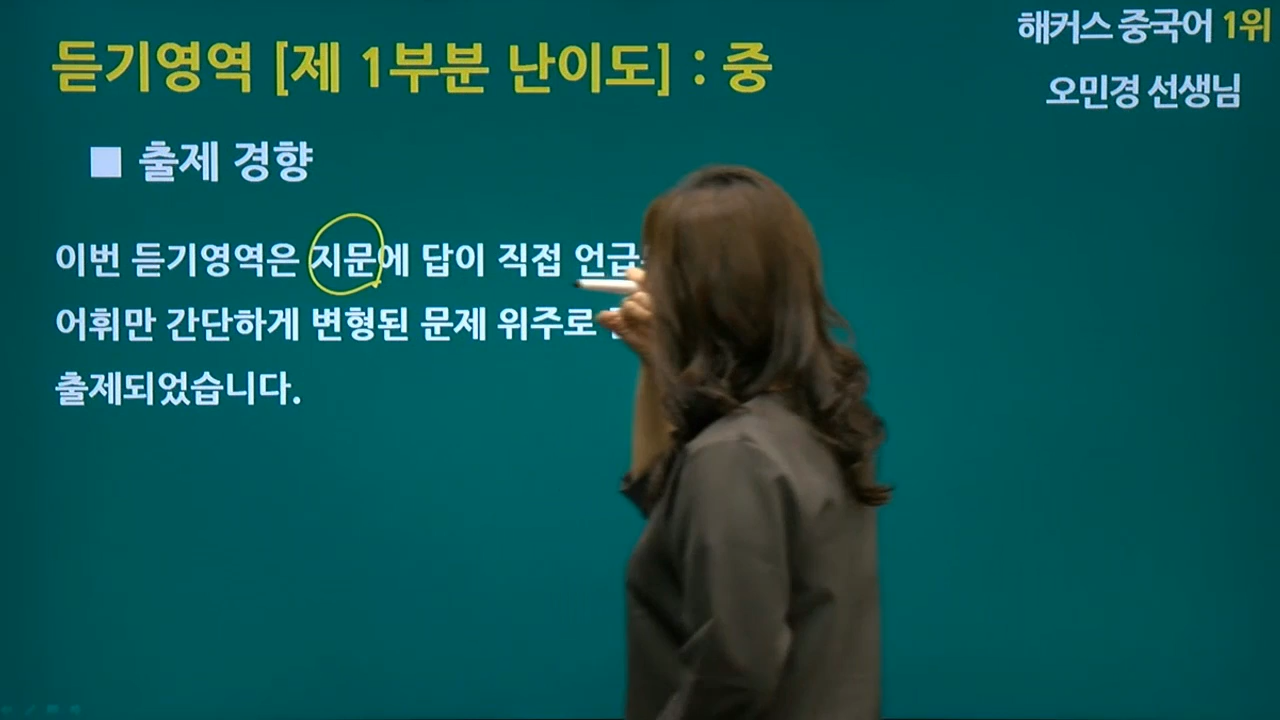 해커스 중국어 1위
오민경 선생님
듣기영역 [제 1부분 난이도] : 중
■ 출제 경향
이번 듣기영역은 지문에 답이 직접 언급
어휘만 간단하게 변형된 문제 위주로
출제되었습니다.